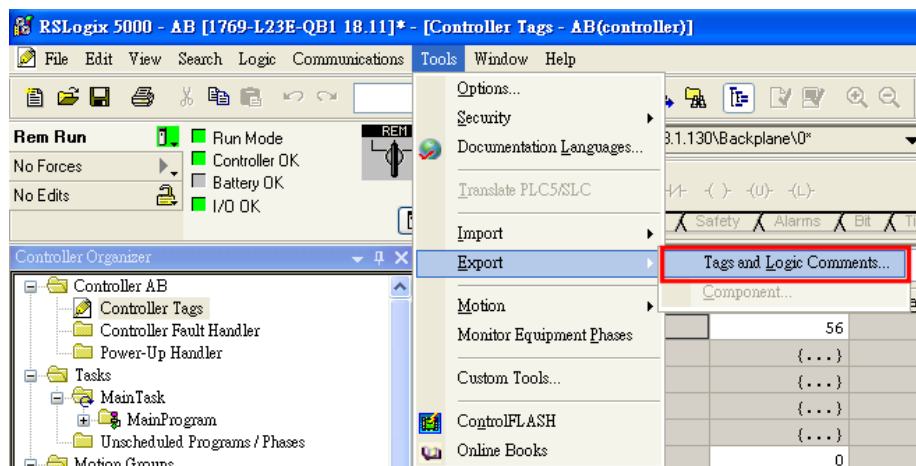 RSLogix 5000 - AB [1769-L23E-QB1 18.11]* - [Controller Tags - AB(controller)]
File Edit View Search Logic Communications Tools Window Help
Options...
Security
Documentation Languages...
Translate PLC5/SLC
Import
Export
Tags and Logic Comments...
Component...
Motion
Monitor Equipment Phases
Custom Tools...
ControlFLASH
Online Books
Rem Run
No Forces
No Edits
Run Mode
Controller OK
Battery OK
I/O OK
REM
3.1.130\Backplane\0*
Safety Alarms Bit
Controller Organizer
Controller AB
Controller Tags
Controller Fault Handler
Power-Up Handler
Tasks
MainTask
MainProgram
Unscheduled Programs / Phases
Motion Groups
56
{...}
{...}
{...}
{...}
0